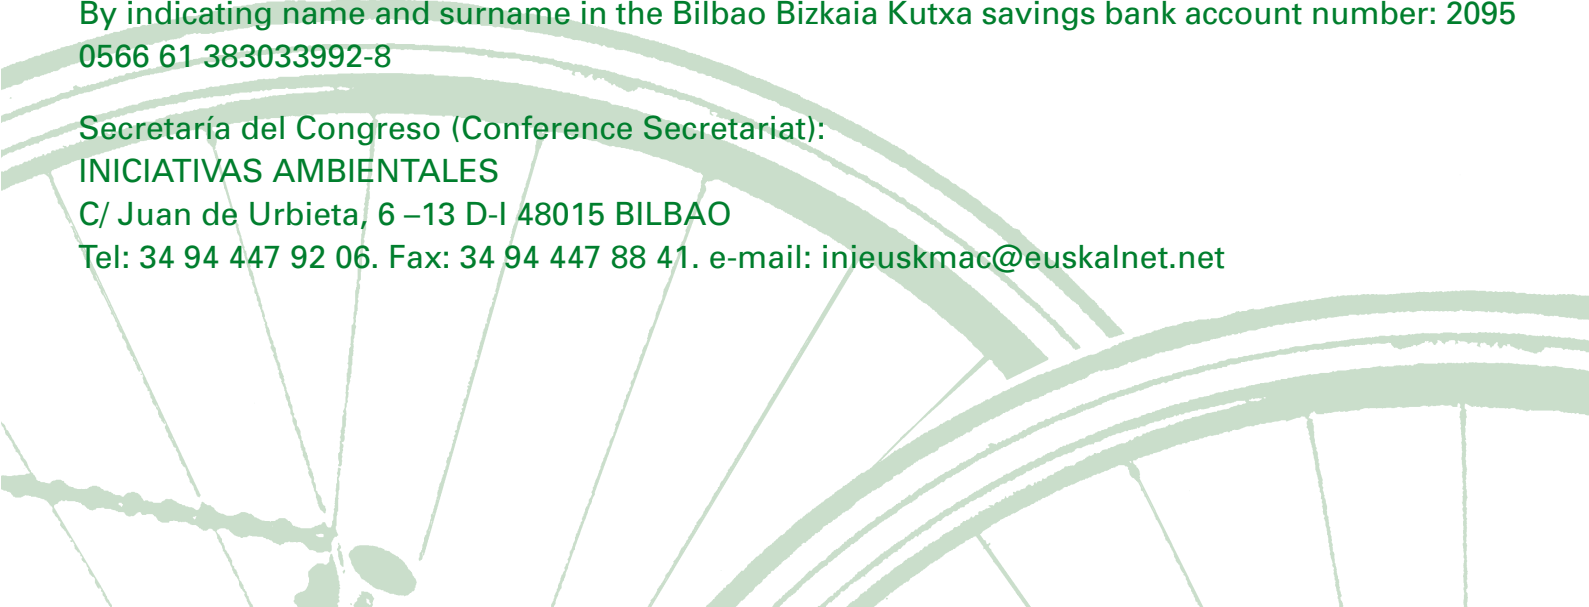 By indicating name and surname in the Bilbao Bizkaia Kutxa savings bank account number: 2095
0566 61 383033992-8
Secretaría del Congreso (Conference Secretariat):
INICIATIVAS AMBIENTALES
C/ Juan de Urbieta, 6 –13 D-I 48015 BILBAO
Tel: 34 94 447 92 06. Fax: 34 94 447 88 41. e-mail: inieuskmac@euskalnet.net